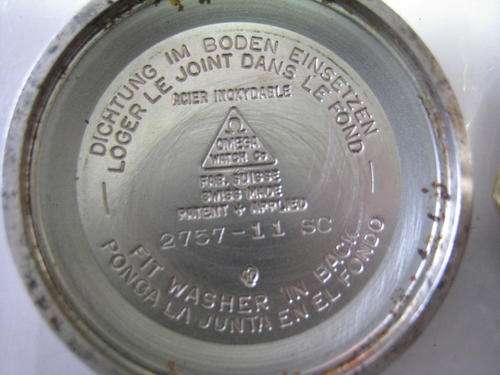 DICHTUNG IM BODEN EINSETZEN
LOGER LE JOINT DANS LE FOND
ACIER INOXYDABLE
Ω
OMEGA
WATCH Co
FAB. SUISSE
SWISS MADE
PATENT + APPLIED
2757-11 SC
FIT WASHER IN BACK
PONGA LA JUNTA EN EL FONDO